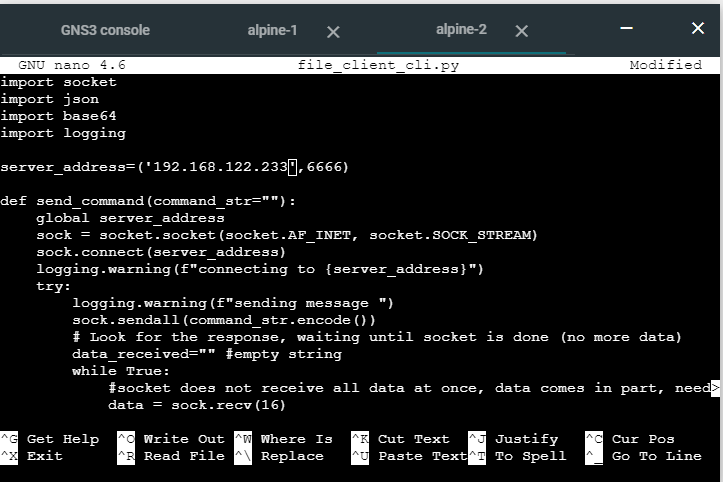 GNS3 console alpine-1 × alpine-2 × – ×
GNU nano 4.6 file_client_cli.py Modified
import socket
import json
import base64
import logging
server_address=('192.168.122.233',6666)
def send_command(command_str=""):
    global server_address
    sock = socket.socket(socket.AF_INET, socket.SOCK_STREAM)
    sock.connect(server_address)
    logging.warning(f"connecting to {server_address}")
    try:
        logging.warning(f"sending message ")
        sock.sendall(command_str.encode())
        # Look for the response, waiting until socket is done (no more data)
        data_received="" #empty string
        while True:
            #socket does not receive all data at once, data comes in part, need>
            data = sock.recv(16)
^G Get Help ^O Write Out ^W Where Is ^K Cut Text ^J Justify ^C Cur Pos
^X Exit ^R Read File ^\ Replace ^U Paste Text ^T To Spell ^_ Go To Line